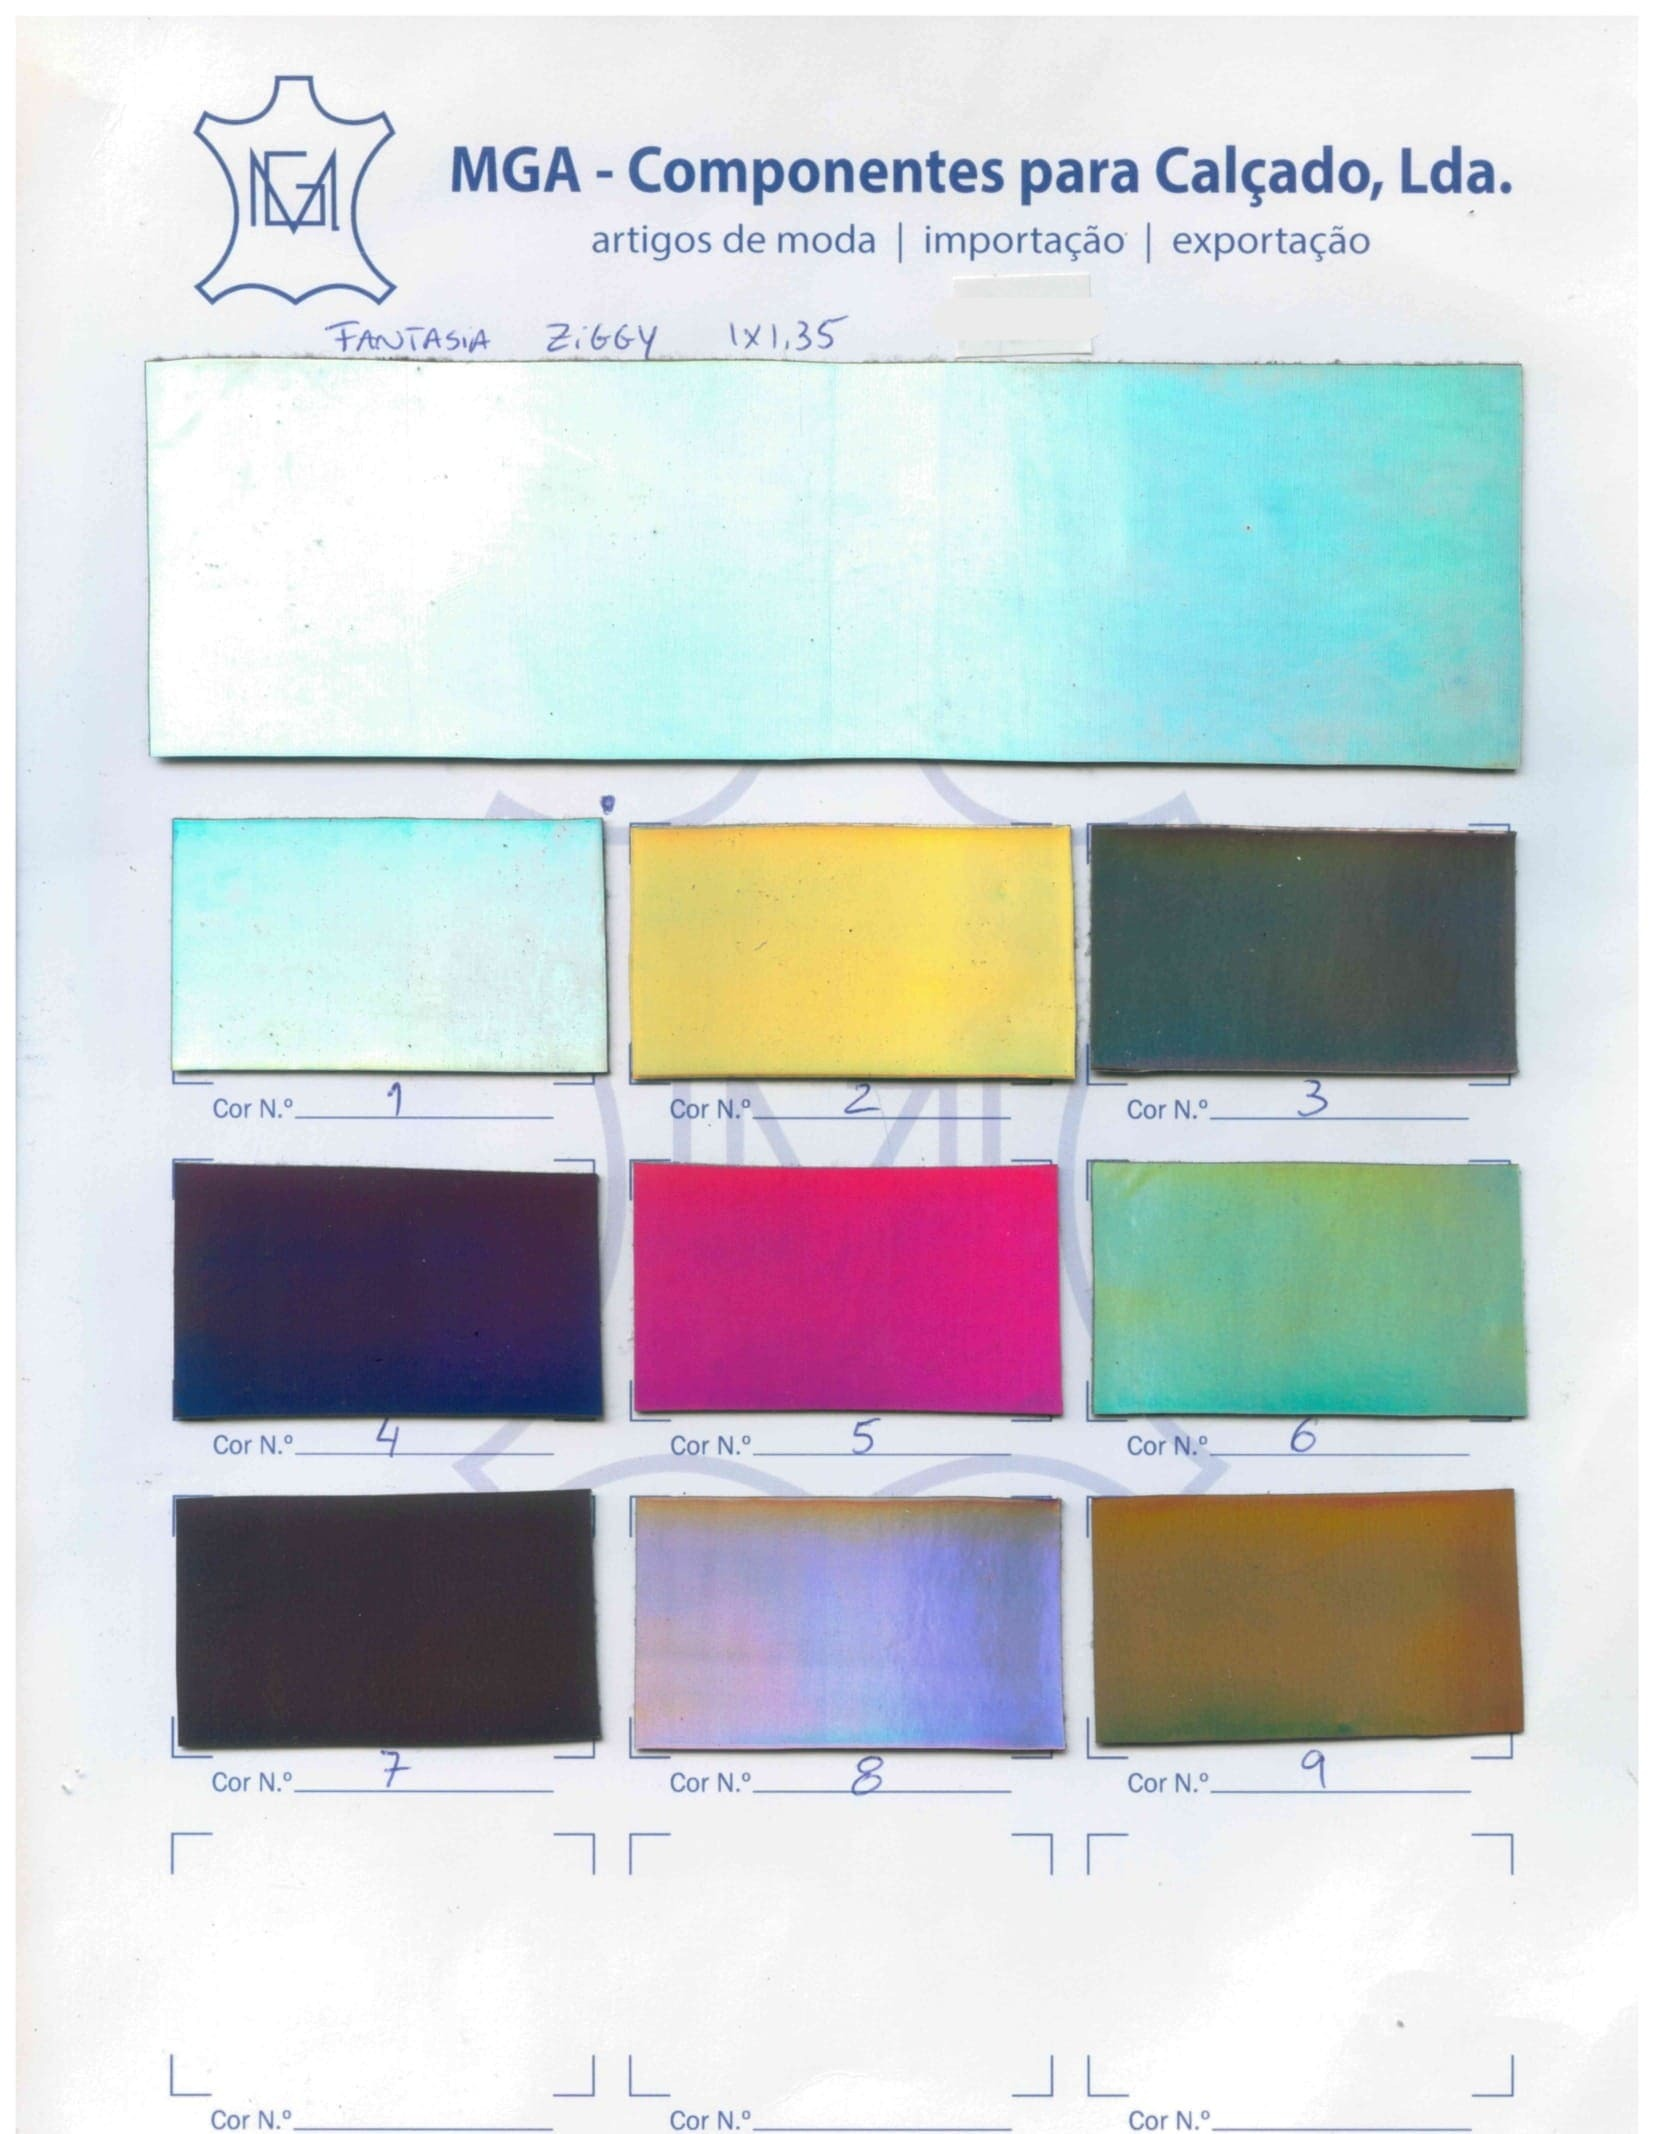 MGA
MGA - Componentes para Calçado, Lda.
artigos de moda | importação | exportação
FANTASIA ZiGGY 1x1,35
Cor N.º 1 Cor N.º 2 Cor N.º 3
Cor N.º 4 Cor N.º 5 Cor N.º 6
Cor N.º 7 Cor N.º 8 Cor N.º 9
Cor N.º Cor N.º Cor N.º